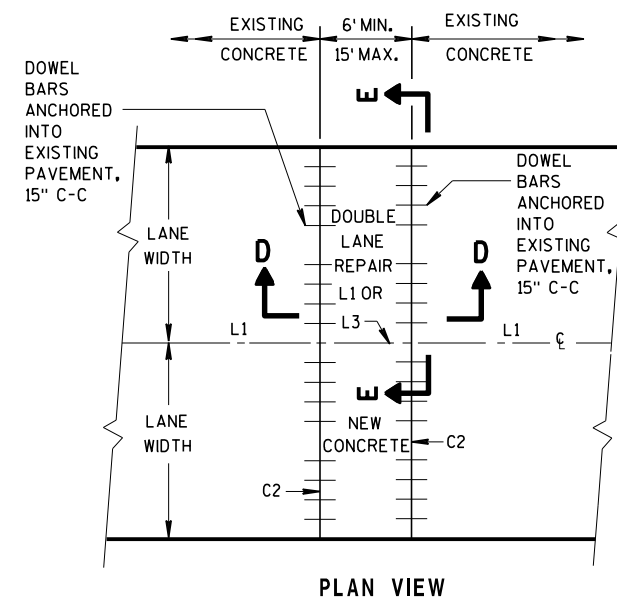 EXISTING
CONCRETE
6' MIN.
15' MAX.
EXISTING
CONCRETE
DOWEL
BARS
ANCHORED
INTO
EXISTING
PAVEMENT,
15" C-C
E
DOWEL
BARS
ANCHORED
INTO
EXISTING
PAVEMENT,
15" C-C
LANE
WIDTH
D
DOUBLE
LANE
REPAIR
L1 OR
L3
D
L1
L1
℄
LANE
WIDTH
E
NEW
CONCRETE
C2
C2
PLAN VIEW